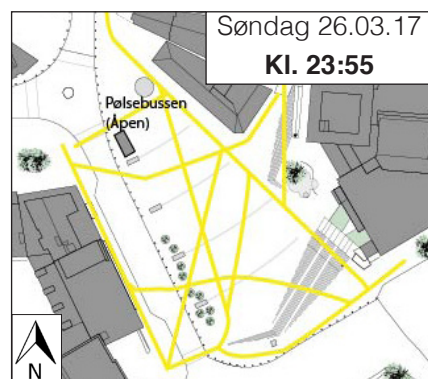 Søndag 26.03.17
Kl. 23:55
Pølsebussen
(Åpen)
N